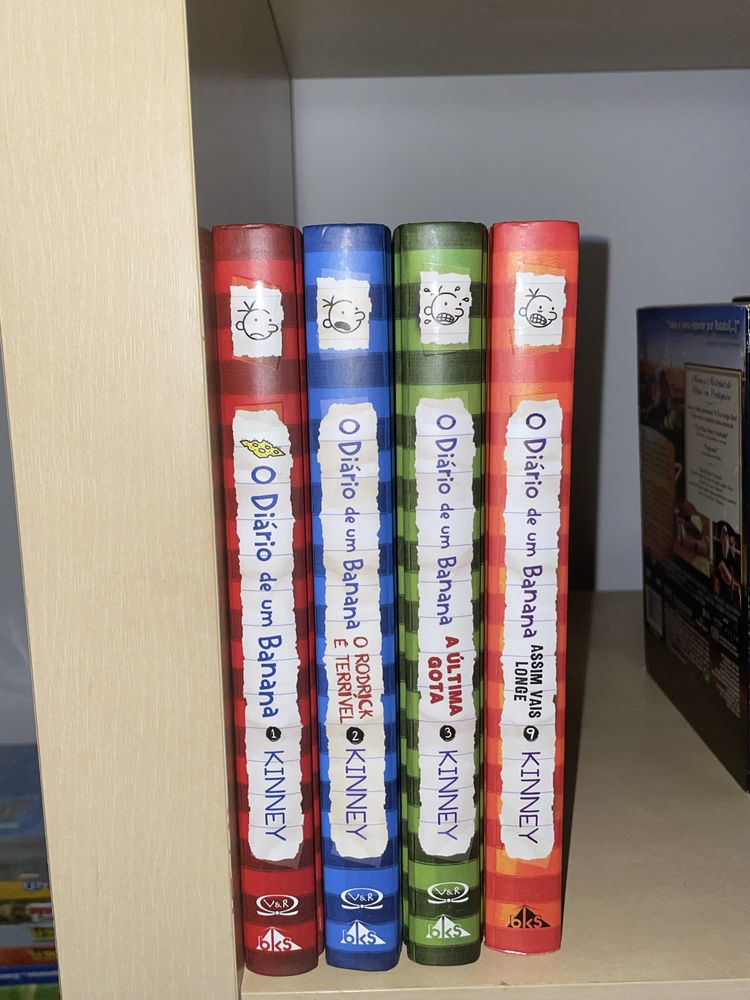 O Diário de um Banana 1 KINNEY
V&R
bks
O Diário de um Banana O RODRICK
É TERRÍVEL
2 KINNEY
V&R
bks
O Diário de um Banana A ÚLTIMA
GOTA
3 KINNEY
V&R
bks
O Diário de um Banana ASSIM VAIS
LONGE
9 KINNEY
bks